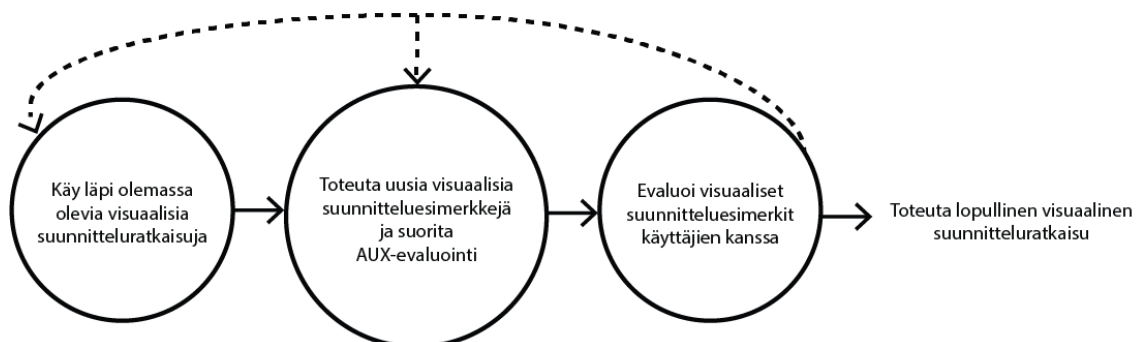 Käy läpi olemassa
olevia visuaalisia
suunnitteluratkaisuja
Toteuta uusia visuaalisia
suunnitteluesimerkkejä
ja suorita
AUX-evaluointi
Evaluoi visuaaliset
suunnitteluesimerkit
käyttäjien kanssa
Toteuta lopullinen visuaalinen
suunnitteluratkaisu